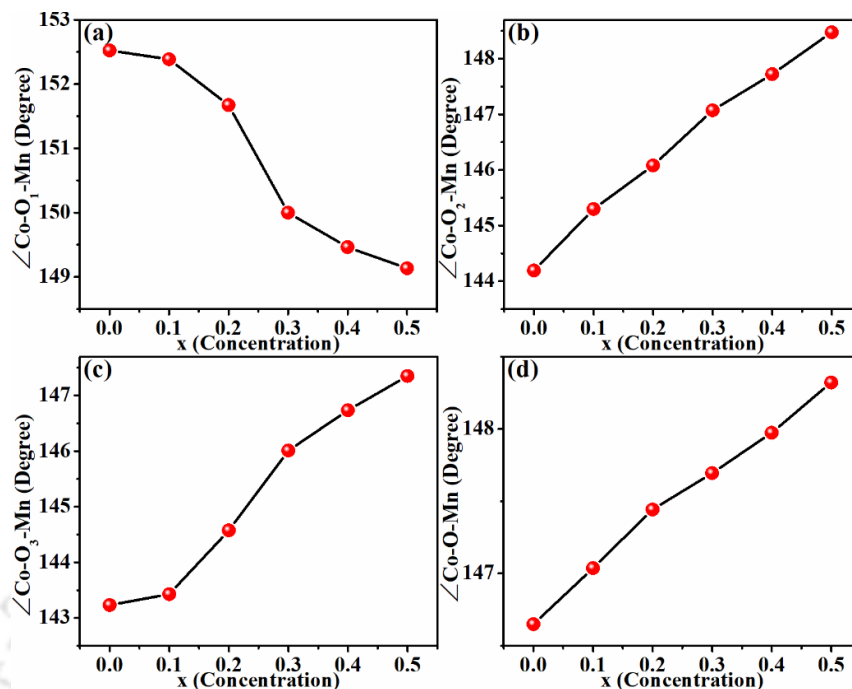 (a)
153
152
151
150
149
∠Co-O₁-Mn (Degree)
0.0 0.1 0.2 0.3 0.4 0.5
x (Concentration)
(b)
148
147
146
145
144
∠Co-O₂-Mn (Degree)
0.0 0.1 0.2 0.3 0.4 0.5
x (Concentration)
(c)
147
146
145
144
143
∠Co-O₃-Mn (Degree)
0.0 0.1 0.2 0.3 0.4 0.5
x (Concentration)
(d)
148
147
∠Co-O-Mn (Degree)
0.0 0.1 0.2 0.3 0.4 0.5
x (Concentration)